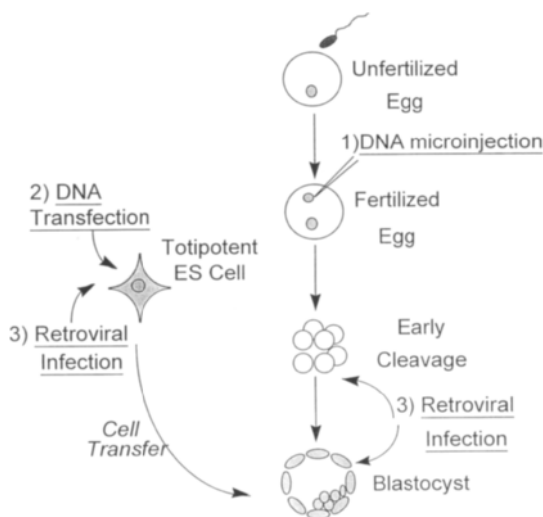 Unfertilized
Egg
1)DNA microinjection
Fertilized
Egg
2) DNA
Transfection
Totipotent
ES Cell
3) Retroviral
Infection
Early
Cleavage
3) Retroviral
Infection
Cell
Transfer
Blastocyst